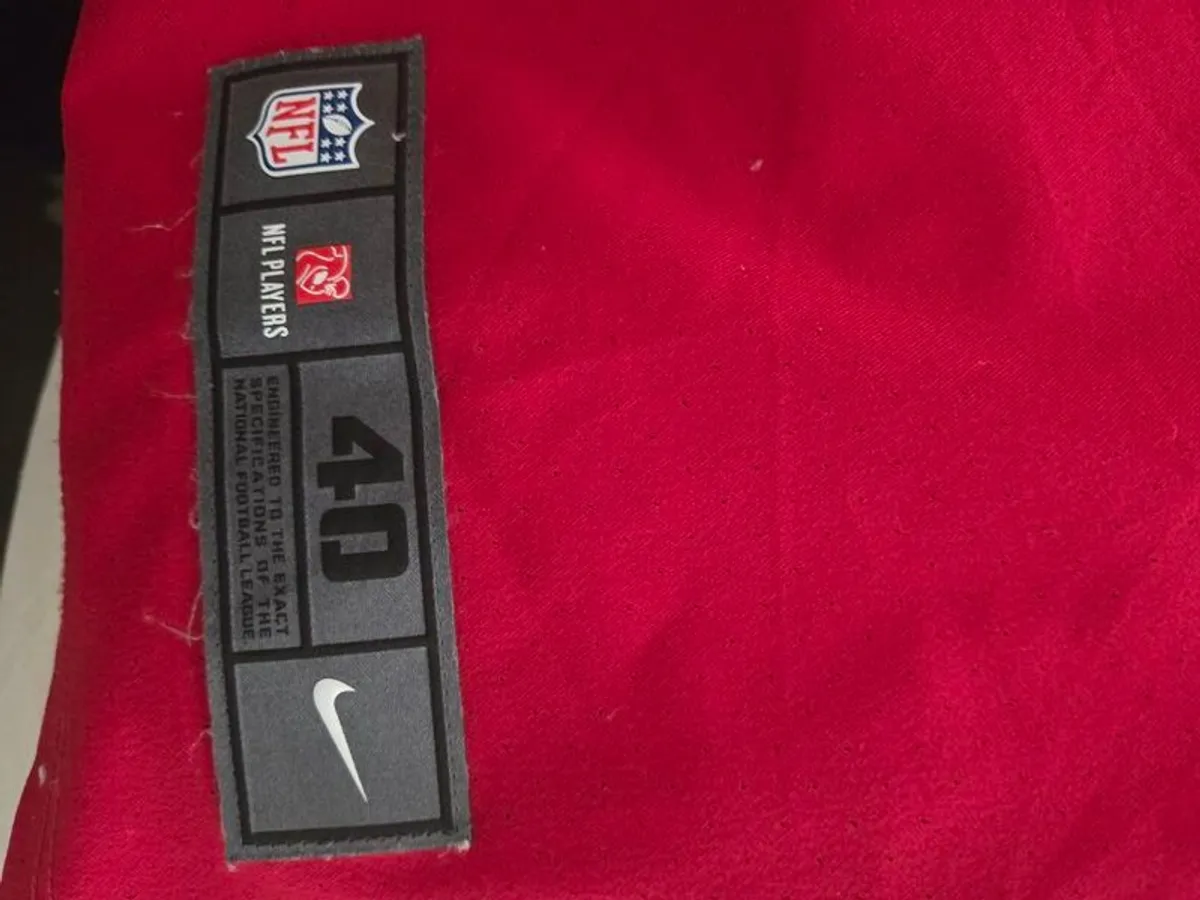 NFL
NFL PLAYERS
40
ENGINEERED TO THE EXACT
SPECIFICATIONS OF THE
NATIONAL FOOTBALL LEAGUE.